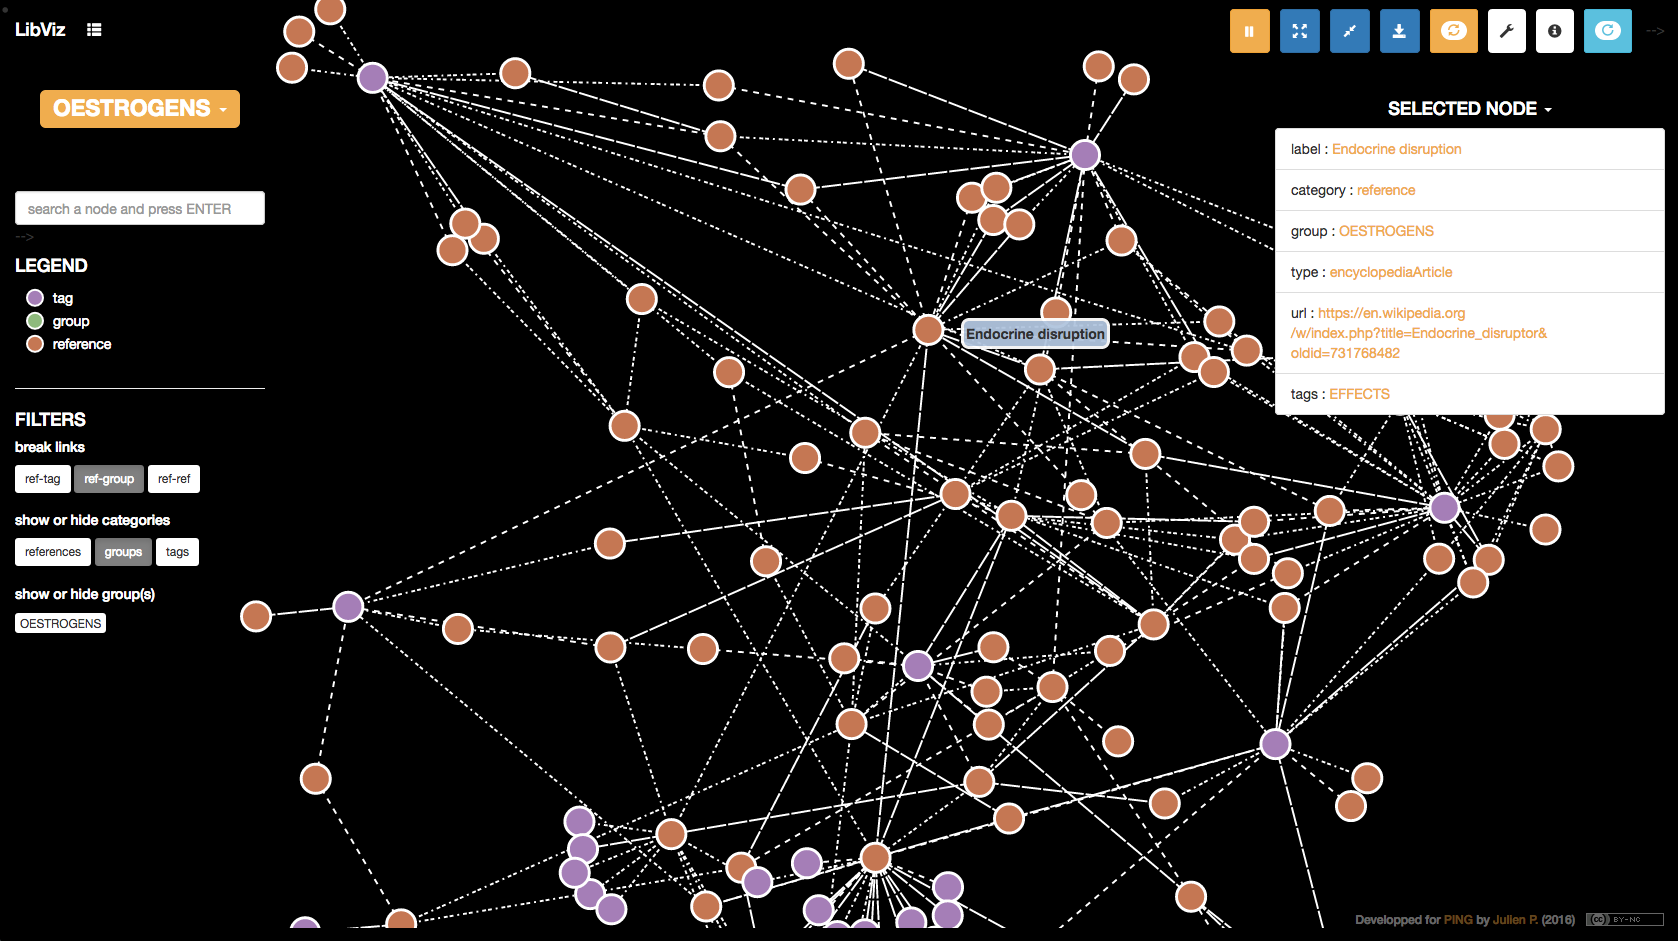 LibViz
-->
OESTROGENS
search a node and press ENTER
-->
LEGEND
tag
group
reference
FILTERS
break links
ref-tag ref-group ref-ref
show or hide categories
references groups tags
show or hide group(s)
OESTROGENS
Endocrine disruption
SELECTED NODE
label : Endocrine disruption
category : reference
group : OESTROGENS
type : encyclopediaArticle
url : https://en.wikipedia.org
/w/index.php?title=Endocrine_disruptor&
oldid=731768482
tags : EFFECTS
Developped for PING by Julien P. (2016)
cc BY-NC